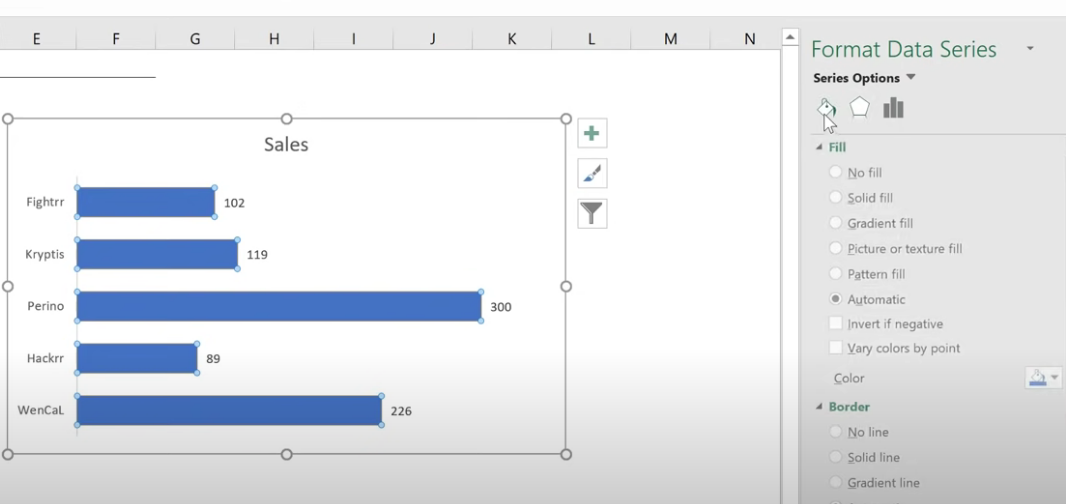 E F G H I J K L M N
Format Data Series
Series Options
Sales
Fightrr 102
Kryptis 119
Perino 300
Hackrr 89
WenCaL 226
Fill
No fill
Solid fill
Gradient fill
Picture or texture fill
Pattern fill
Automatic
Invert if negative
Vary colors by point
Color
Border
No line
Solid line
Gradient line